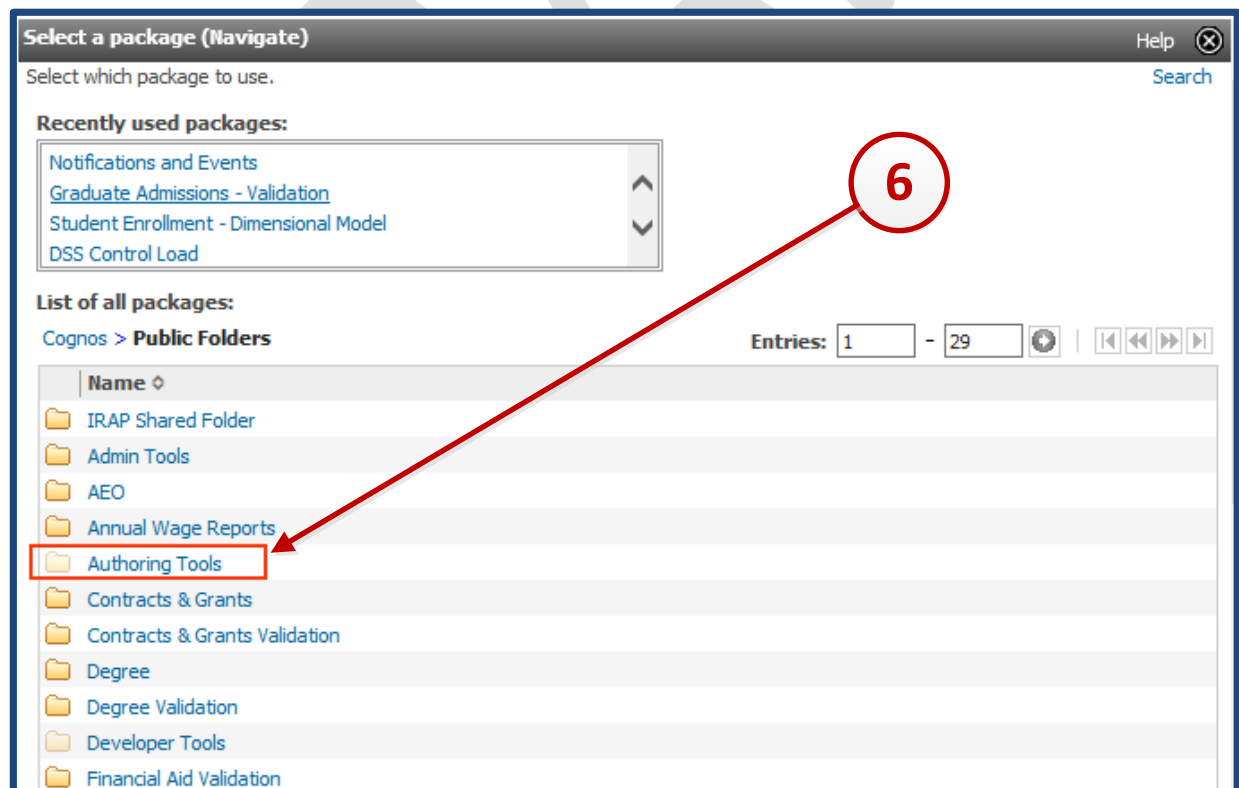 Select a package (Navigate) Help
Select which package to use. Search
Recently used packages:
Notifications and Events
Graduate Admissions - Validation
Student Enrollment - Dimensional Model
DSS Control Load
6
List of all packages:
Cognos > Public Folders Entries: 1 - 29
Name
IRAP Shared Folder
Admin Tools
AEO
Annual Wage Reports
Authoring Tools
Contracts & Grants
Contracts & Grants Validation
Degree
Degree Validation
Developer Tools
Financial Aid Validation